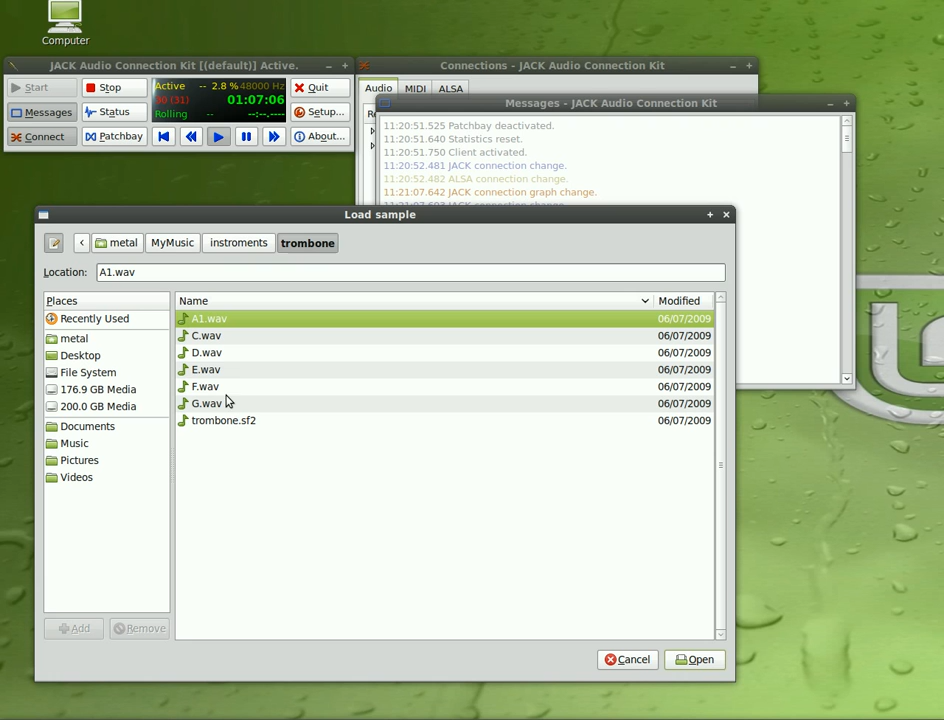 Computer
JACK Audio Connection Kit [(default)] Active.
Start
Stop
Active -- 2.8 % 48000 Hz
30 (31) 01:07:06
Rolling -- --:--.----
Quit
Messages
Status
Setup...
Connect
Patchbay
About...
Connections - JACK Audio Connection Kit
Audio MIDI ALSA
Messages - JACK Audio Connection Kit
11:20:51.525 Patchbay deactivated.
11:20:51.640 Statistics reset.
11:20:51.750 Client activated.
11:20:52.481 JACK connection change.
11:20:52.482 ALSA connection change.
11:21:07.642 JACK connection graph change.
Load sample
metal MyMusic instroments trombone
Location: A1.wav
Places
Recently Used
metal
Desktop
File System
176.9 GB Media
200.0 GB Media
Documents
Music
Pictures
Videos
Add Remove
Name Modified
A1.wav 06/07/2009
C.wav 06/07/2009
D.wav 06/07/2009
E.wav 06/07/2009
F.wav 06/07/2009
G.wav 06/07/2009
trombone.sf2 06/07/2009
Cancel Open